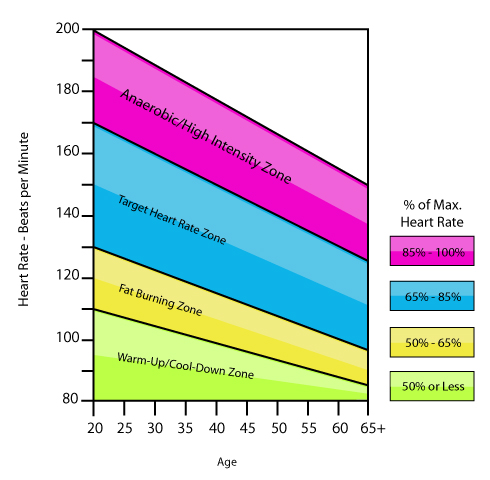 200
180
160
140
120
100
80
Heart Rate - Beats per Minute
Anaerobic/High Intensity Zone
Target Heart Rate Zone
Fat Burning Zone
Warm-Up/Cool-Down Zone
20 25 30 35 40 45 50 55 60 65+
Age
% of Max.
Heart Rate
85% - 100%
65% - 85%
50% - 65%
50% or Less